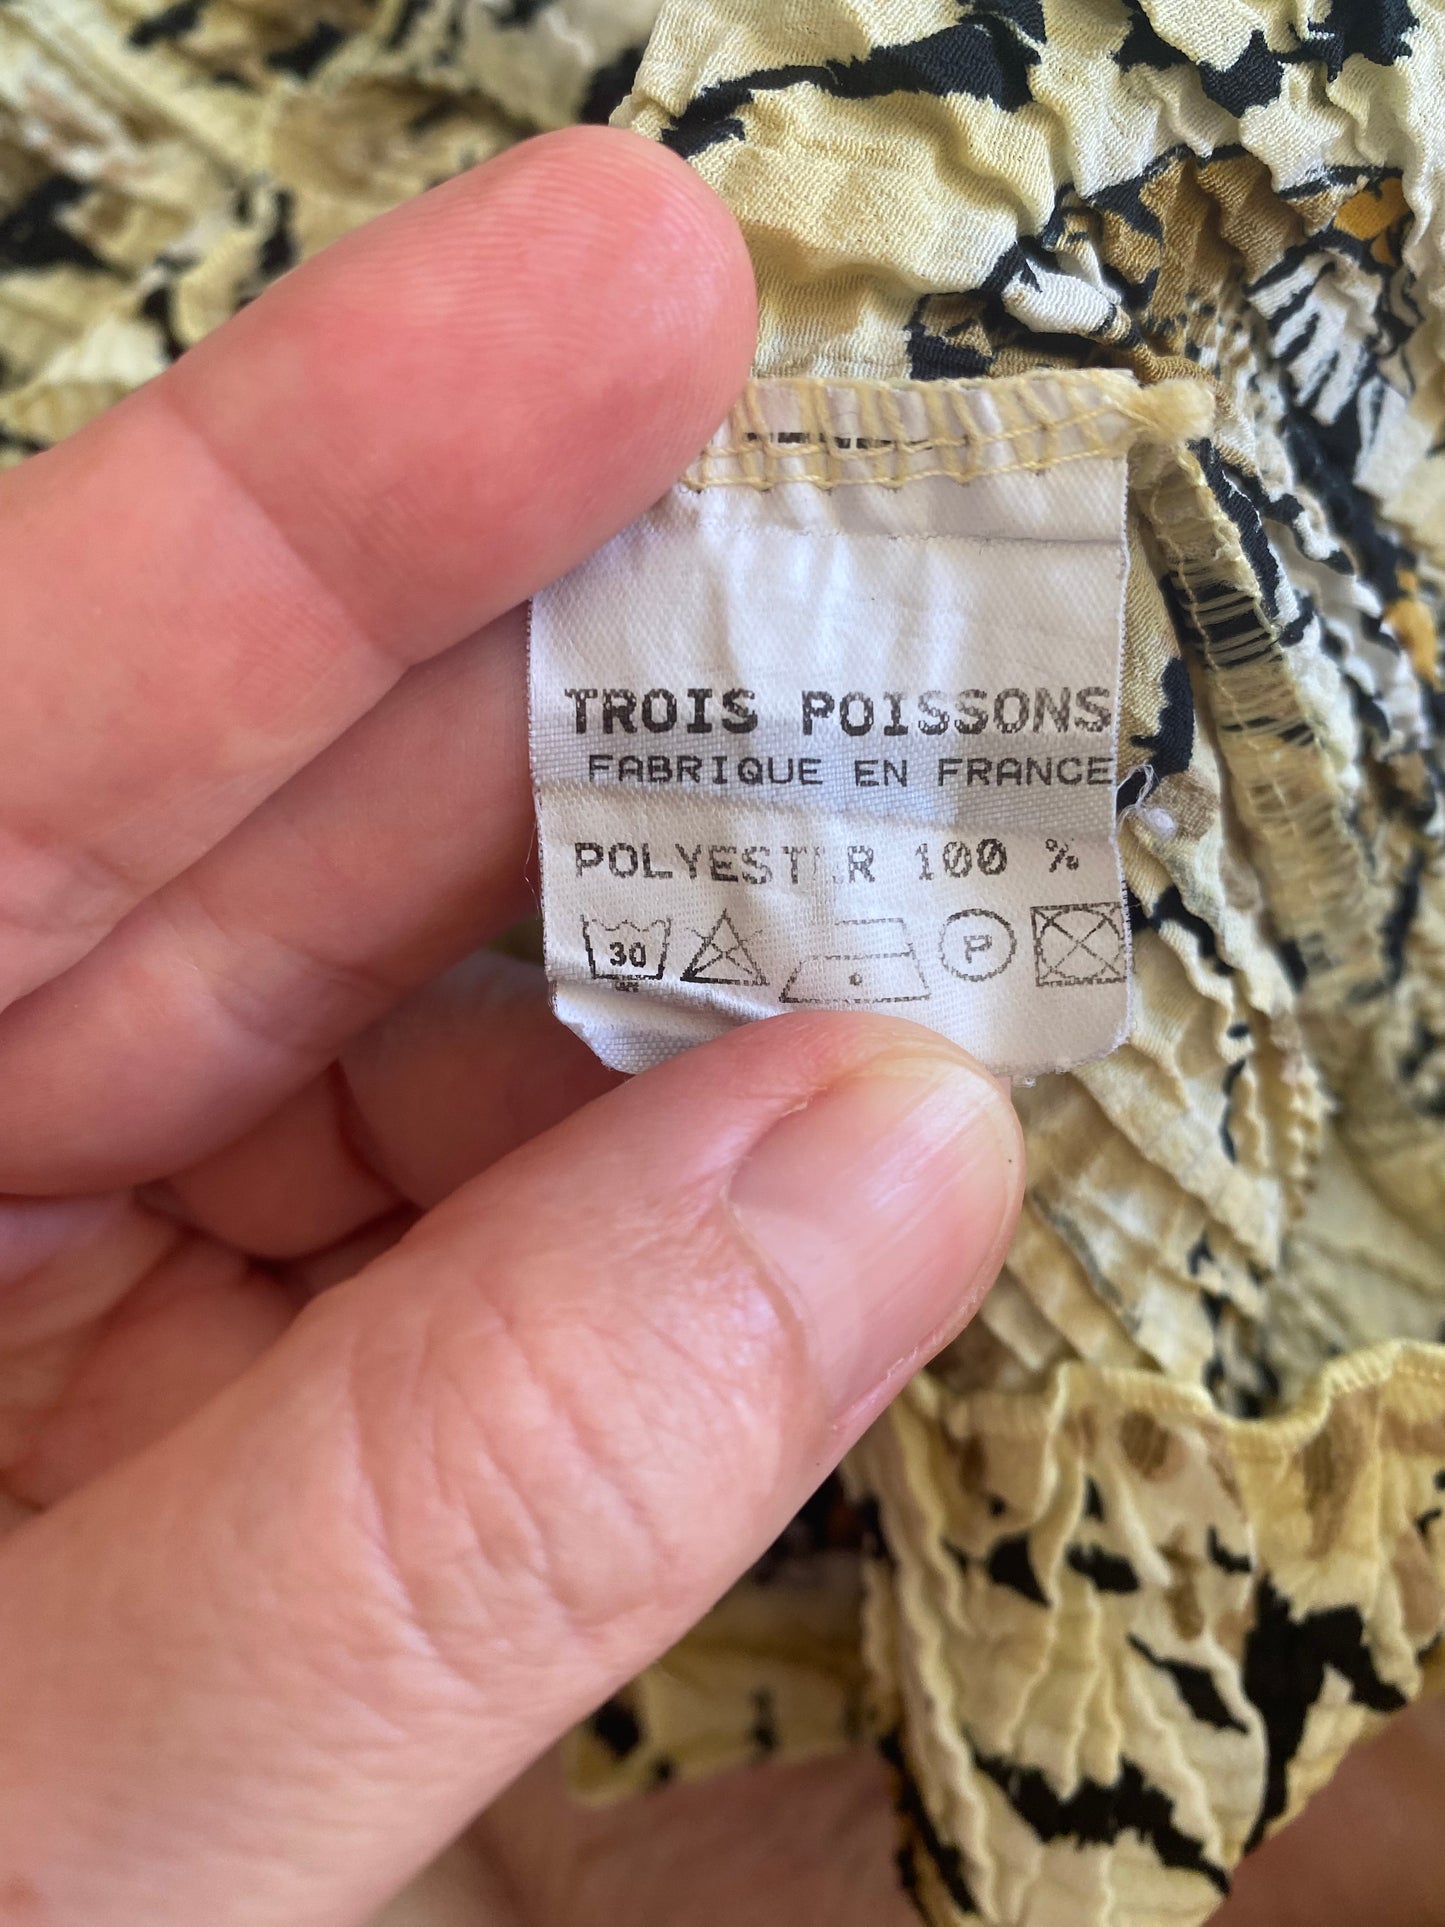 TROIS POISSONS
FABRIQUE EN FRANCE
POLYESTER 100 %
30
P